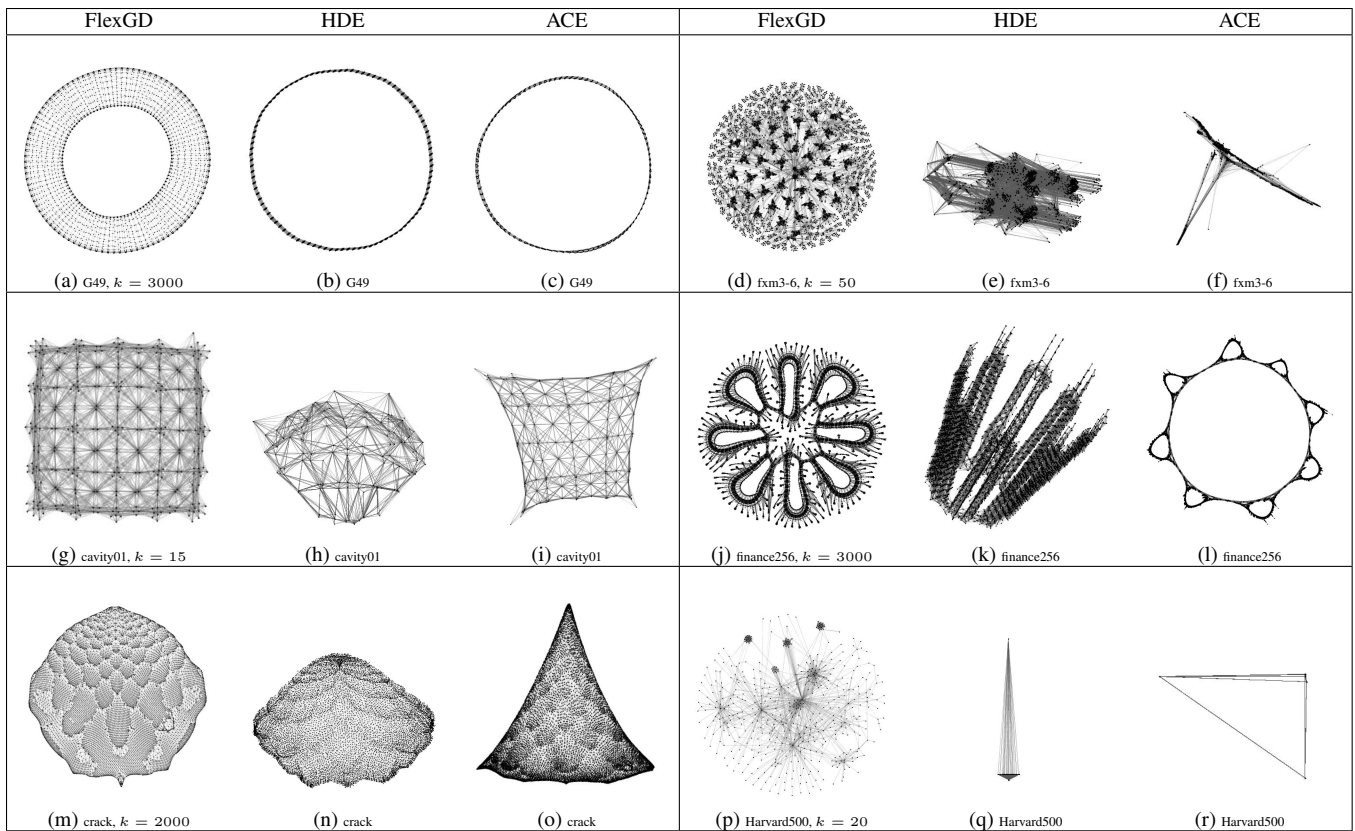 FlexGD HDE ACE FlexGD HDE ACE
(a) G49, k = 3000 (b) G49 (c) G49 (d) fxm3-6, k = 50 (e) fxm3-6 (f) fxm3-6
(g) cavity01, k = 15 (h) cavity01 (i) cavity01 (j) finance256, k = 3000 (k) finance256 (l) finance256
(m) crack, k = 2000 (n) crack (o) crack (p) Harvard500, k = 20 (q) Harvard500 (r) Harvard500